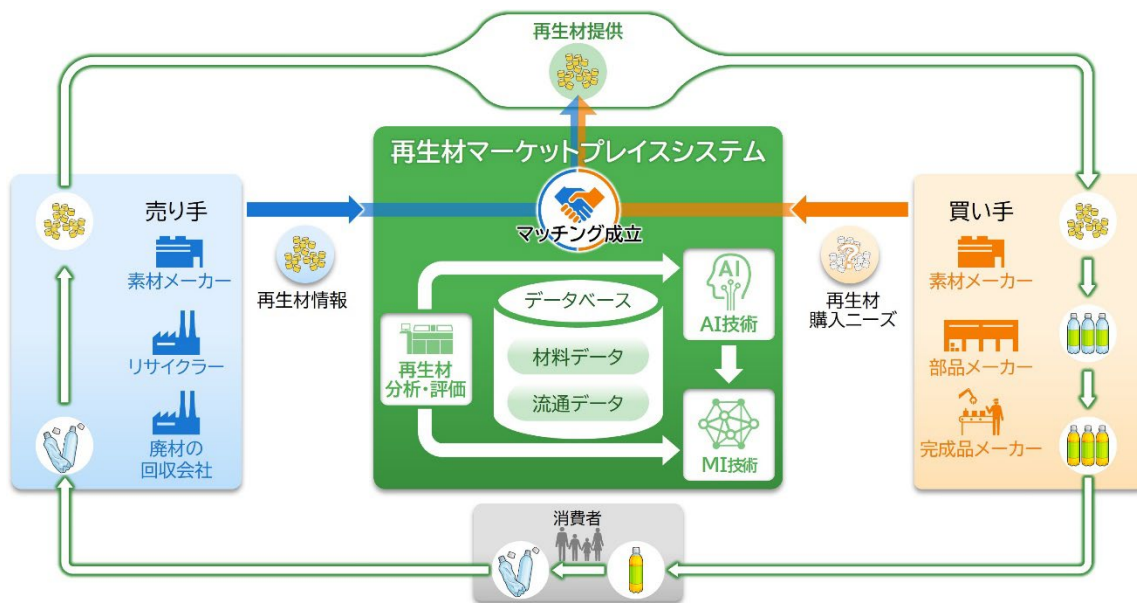 再生材提供
再生材マーケットプレイスシステム
マッチング成立
売り手
素材メーカー
リサイクラー
廃材の
回収会社
再生材情報
再生材
分析・評価
データベース
材料データ
流通データ
AI
AI技術
MI技術
?
再生材
購入ニーズ
買い手
素材メーカー
部品メーカー
完成品メーカー
消費者